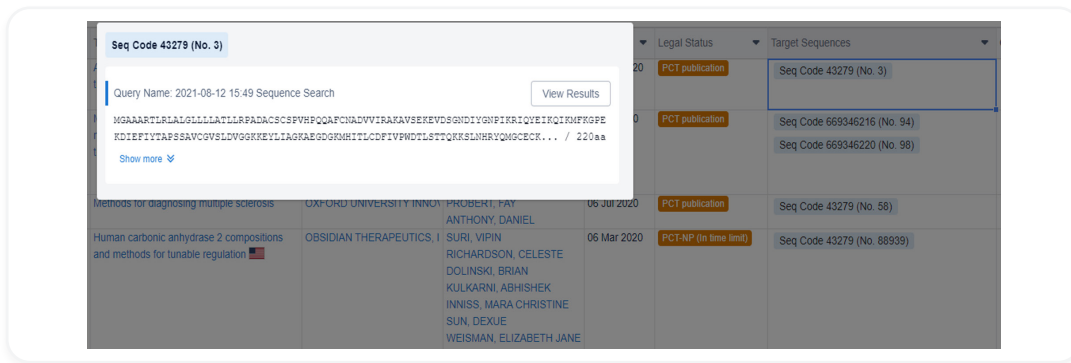 Legal Status
Target Sequences
Seq Code 43279 (No. 3)
Query Name: 2021-08-12 15:49 Sequence Search
View Results
MGAAARTLRLALGLLLLATLLRPADACSCSPVHPQQAFCNADVVIRAKAVSEKEVDSGNDIYGNPIKRIQYEIKQIKMFKGPE
KDIEFIYTAPSSAVCGVSLDVGGKKEYLIAGKAEGDGKMHITLCDFIVPWDTLSTTQKKSLNHRYQMGCECK... / 220aa
Show more
20
PCT publication
Seq Code 43279 (No. 3)
0
PCT publication
Seq Code 669346216 (No. 94)
Seq Code 669346220 (No. 98)
Methods for diagnosing multiple sclerosis
OXFORD UNIVERSITY INNOV
PROBERT, FAY
ANTHONY, DANIEL
06 Jul 2020
PCT publication
Seq Code 43279 (No. 58)
Human carbonic anhydrase 2 compositions
and methods for tunable regulation
OBSIDIAN THERAPEUTICS, I
SURI, VIPIN
RICHARDSON, CELESTE
DOLINSKI, BRIAN
KULKARNI, ABHISHEK
INNISS, MARA CHRISTINE
SUN, DEXUE
WEISMAN, ELIZABETH JANE
06 Mar 2020
PCT-NP (In time limit)
Seq Code 43279 (No. 88939)